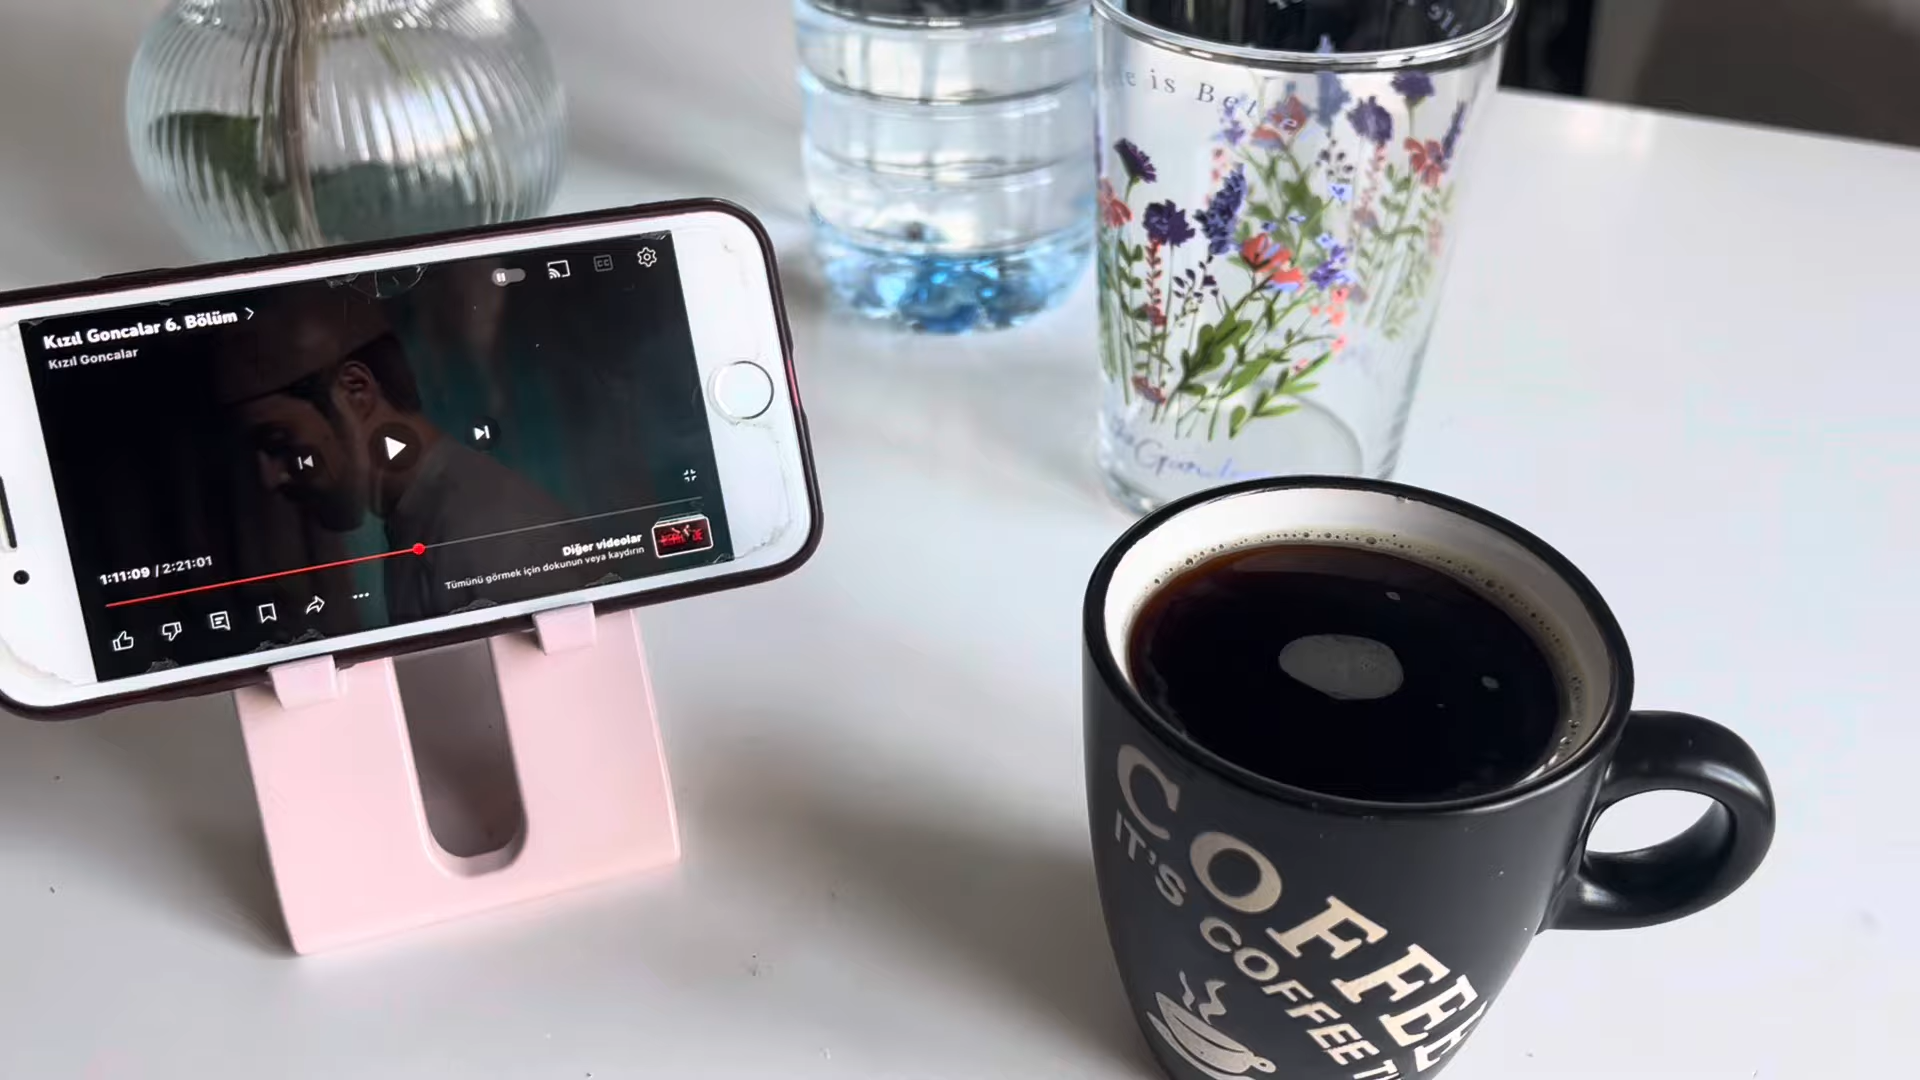 Kızıl Goncalar 6. Bölüm
Kızıl Goncalar
CC
1:11:09 / 2:21:01
Diğer videolar
Tümünü görmek için dokunun veya kaydırın
is
COFFEE
IT'S COFFEE